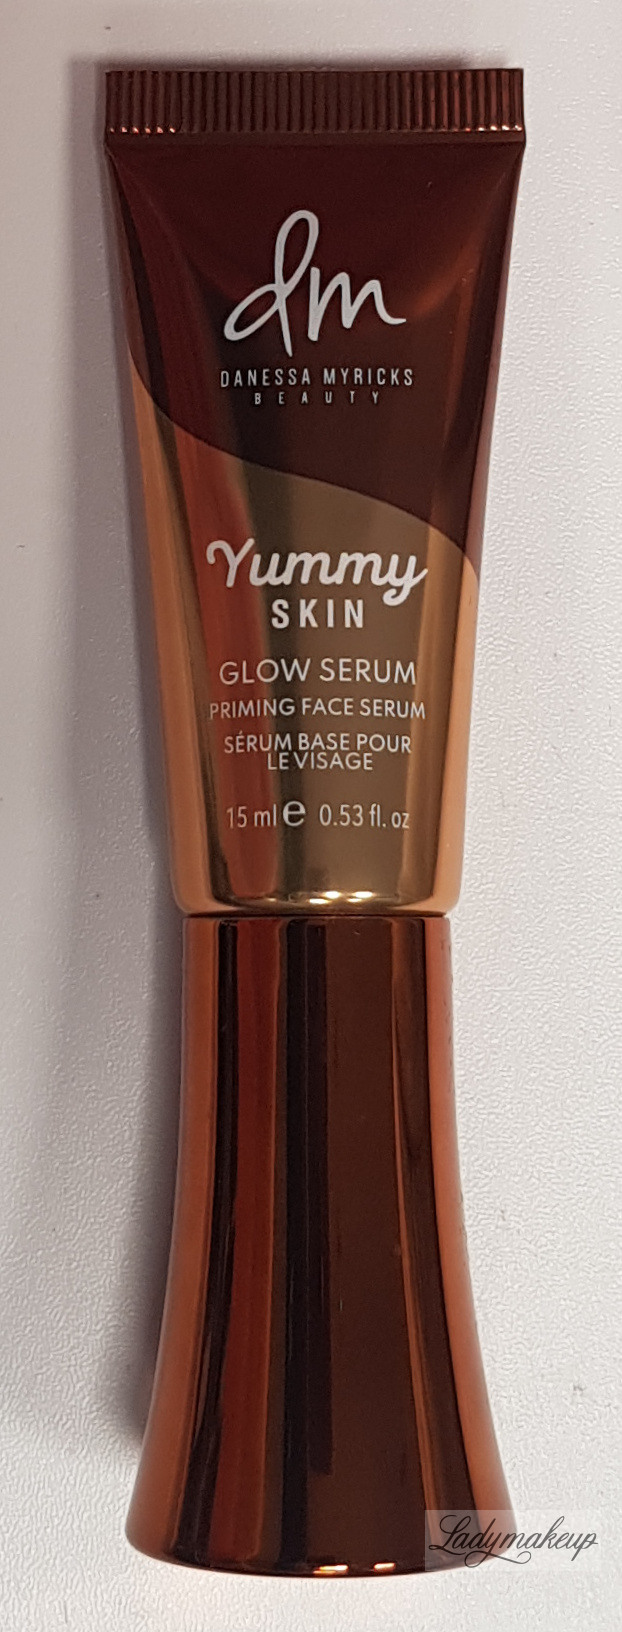 dm
DANESSA MYRICKS
BEAUTY
Yummy
SKIN
GLOW SERUM
PRIMING FACE SERUM
SÉRUM BASE POUR
LE VISAGE
15 ml e 0.53 fl. oz
Ladymakeup